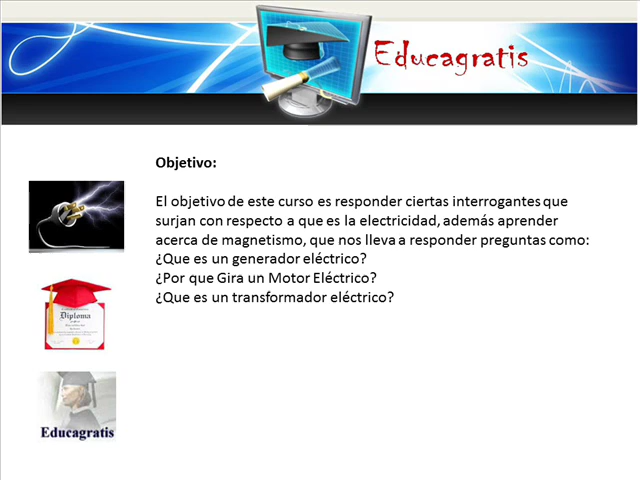 Educagratis
Objetivo:
El objetivo de este curso es responder ciertas interrogantes que
surjan con respecto a que es la electricidad, además aprender
acerca de magnetismo, que nos lleva a responder preguntas como:
¿Que es un generador eléctrico?
¿Por que Gira un Motor Eléctrico?
¿Que es un transformador eléctrico?
Diploma
Educagratis